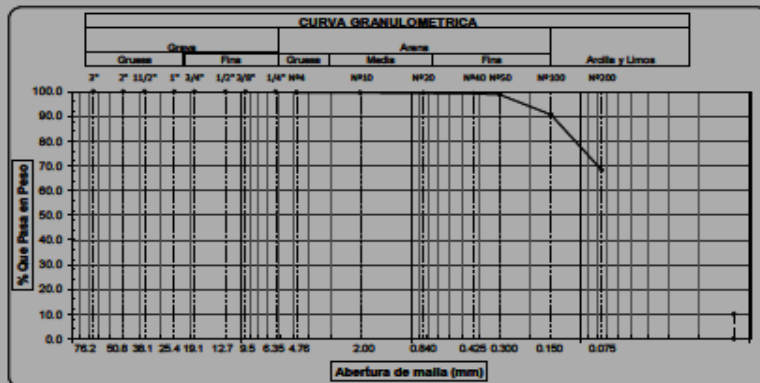 CURVA GRANULOMETRICA
Grava Arena
Gruesa Fina Gruesa Media Fina Arcilla y Limos
3" 2" 11/2" 1" 3/4" 1/2" 3/8" 1/4" Nº4 Nº10 Nº20 Nº40 Nº50 Nº100 Nº200
100.0
90.0
80.0
70.0
60.0
50.0
40.0
30.0
20.0
10.0
0.0
% Que Pasa en Peso
76.2 50.8 38.1 25.4 19.1 12.7 9.5 6.35 4.76 2.00 0.840 0.425 0.300 0.150 0.075
Abertura de malla (mm)